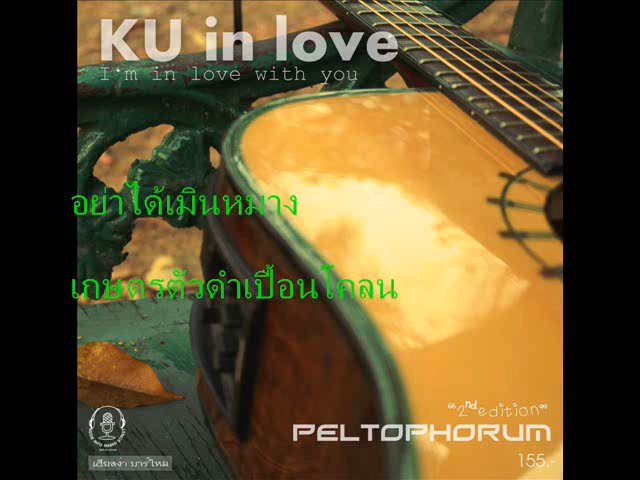 KU in love
I'm in love with you
อย่าได้เมินหมาง
เกษตรตัวดำเปื้อนโคลน
"2nd edition"
PELTOPHORUM
155.-